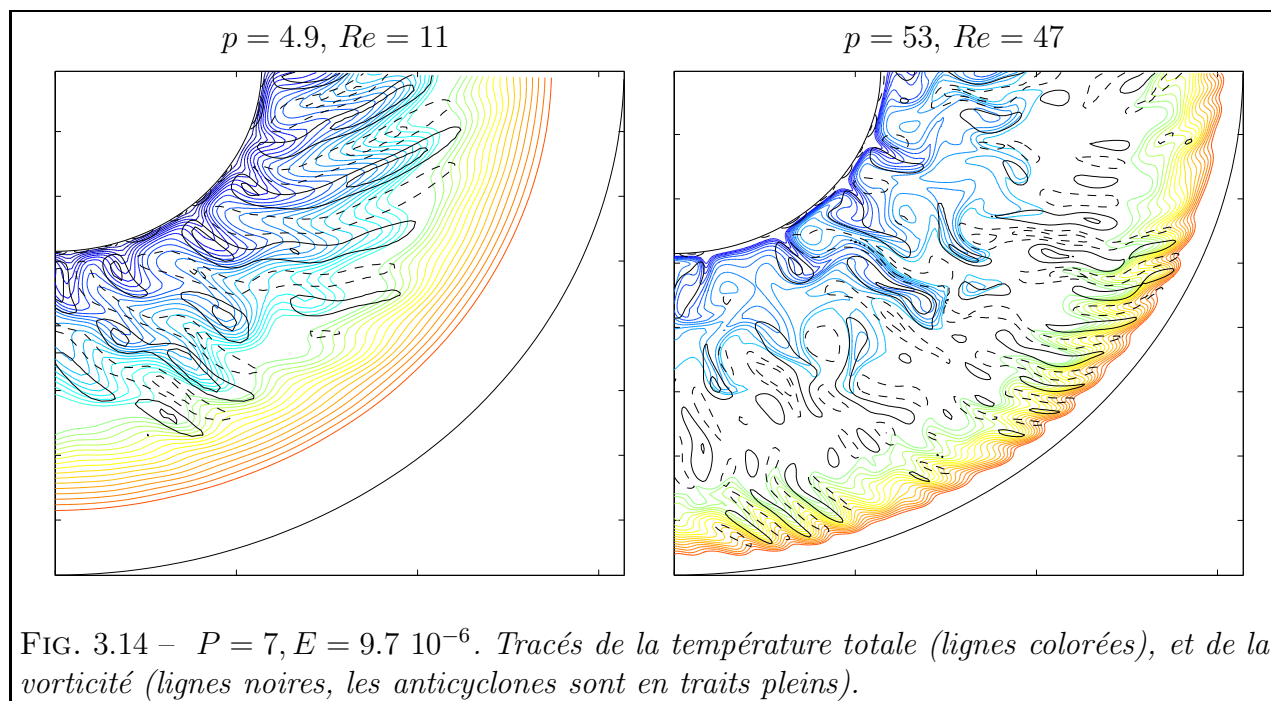 p = 4.9, Re = 11
p = 53, Re = 47
FIG. 3.14 – P = 7, E = 9.7 10⁻⁶. Tracés de la température totale (lignes colorées), et de la
vorticité (lignes noires, les anticyclones sont en traits pleins).